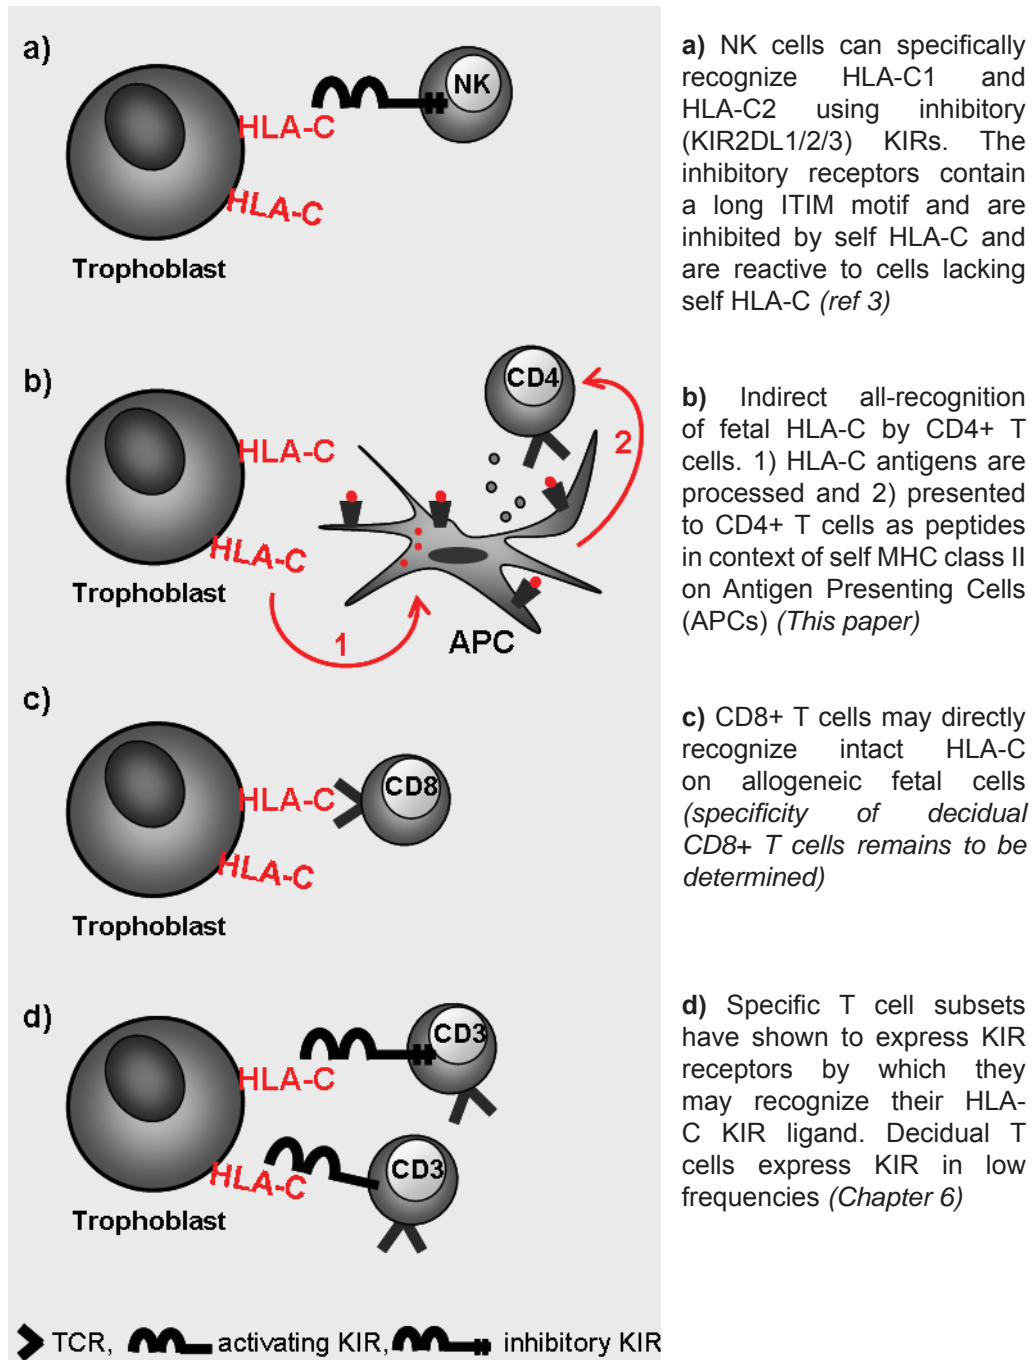 a)
NK
HLA-C
HLA-C
Trophoblast
a) NK cells can specifically
recognize HLA-C1 and
HLA-C2 using inhibitory
(KIR2DL1/2/3) KIRs. The
inhibitory receptors contain
a long ITIM motif and are
inhibited by self HLA-C and
are reactive to cells lacking
self HLA-C (ref 3)
b)
CD4
HLA-C
2
HLA-C
Trophoblast
1
APC
b) Indirect all-recognition
of fetal HLA-C by CD4+ T
cells. 1) HLA-C antigens are
processed and 2) presented
to CD4+ T cells as peptides
in context of self MHC class II
on Antigen Presenting Cells
(APCs) (This paper)
c)
HLA-C
CD8
HLA-C
Trophoblast
c) CD8+ T cells may directly
recognize intact HLA-C
on allogeneic fetal cells
(specificity of decidual
CD8+ T cells remains to be
determined)
d)
CD3
HLA-C
HLA-C
CD3
Trophoblast
d) Specific T cell subsets
have shown to express KIR
receptors by which they
may recognize their HLA-
C KIR ligand. Decidual T
cells express KIR in low
frequencies (Chapter 6)
TCR, activating KIR, inhibitory KIR